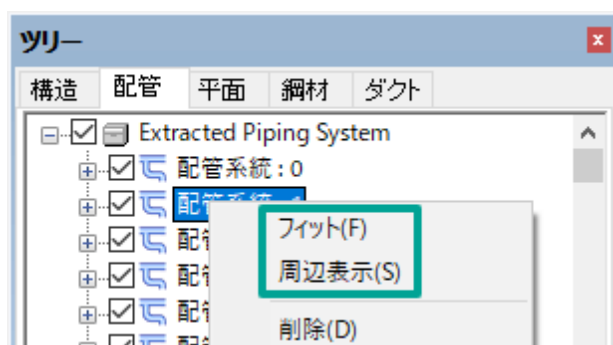 ツリー
構造 配管 平面 鋼材 ダクト
Extracted Piping System
配管系統 : 0
フィット(F)
周辺表示(S)
削除(D)